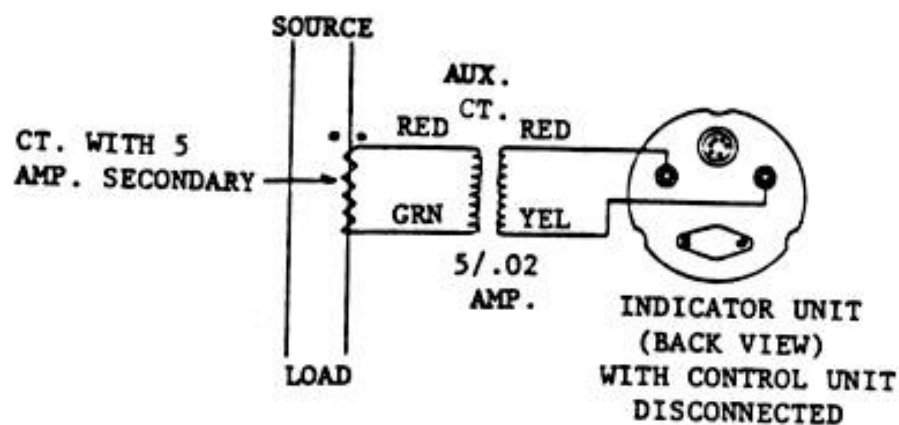 SOURCE
AUX.
CT.
CT. WITH 5
AMP. SECONDARY
RED
RED
GRN
YEL
5/.02
AMP.
LOAD
INDICATOR UNIT
(BACK VIEW)
WITH CONTROL UNIT
DISCONNECTED